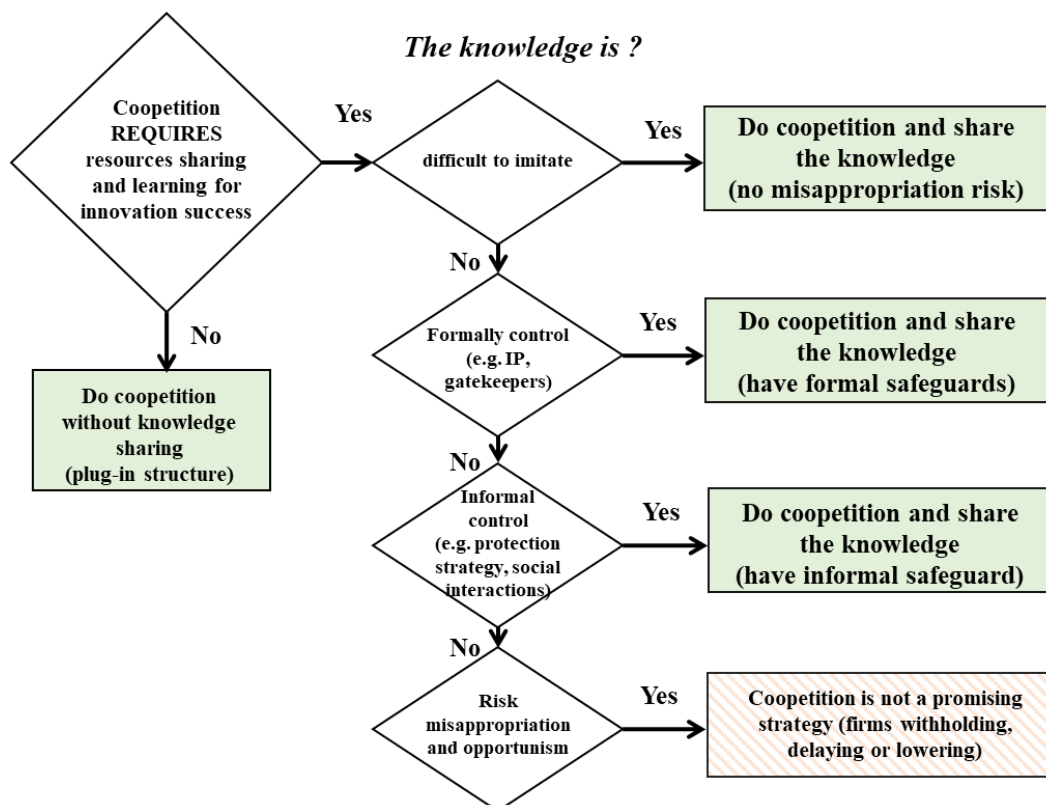 The knowledge is ?
Coopetition
REQUIRES
resources sharing
and learning for
innovation success
Yes
difficult to imitate
Yes
Do coopetition and share
the knowledge
(no misappropriation risk)
No
No
Do coopetition
without knowledge
sharing
(plug-in structure)
Formally control
(e.g. IP,
gatekeepers)
Yes
Do coopetition and share
the knowledge
(have formal safeguards)
No
Informal
control
(e.g. protection
strategy, social
interactions)
Yes
Do coopetition and share
the knowledge
(have informal safeguard)
No
Risk
misappropriation
and opportunism
Yes
Coopetition is not a promising
strategy (firms withholding,
delaying or lowering)